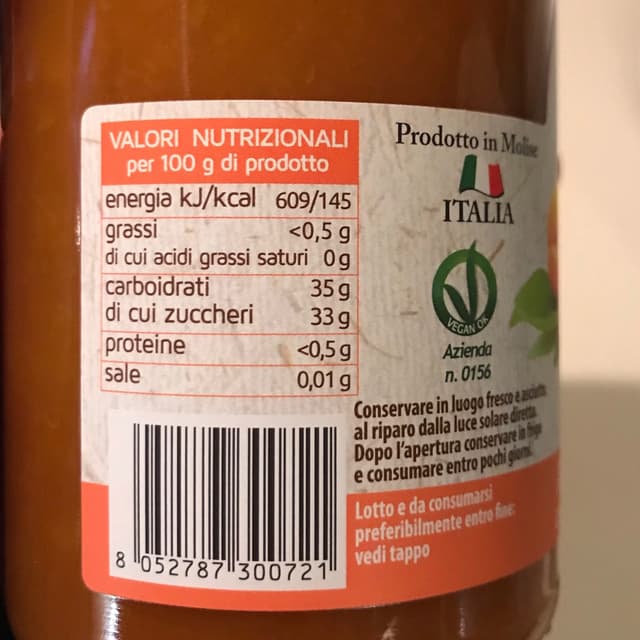 VALORI NUTRIZIONALI
per 100 g di prodotto
energia kJ/kcal 609/145
grassi <0,5 g
di cui acidi grassi saturi 0 g
carboidrati 35 g
di cui zuccheri 33 g
proteine <0,5 g
sale 0,01 g
8 052787 300721
Prodotto in Molise
ITALIA
VEGAN OK
Azienda
n. 0156
Conservare in luogo fresco e asciutto,
al riparo dalla luce solare diretta.
Dopo l'apertura conservare in frigo
e consumare entro pochi giorni.
Lotto e da consumarsi
preferibilmente entro fine:
vedi tappo